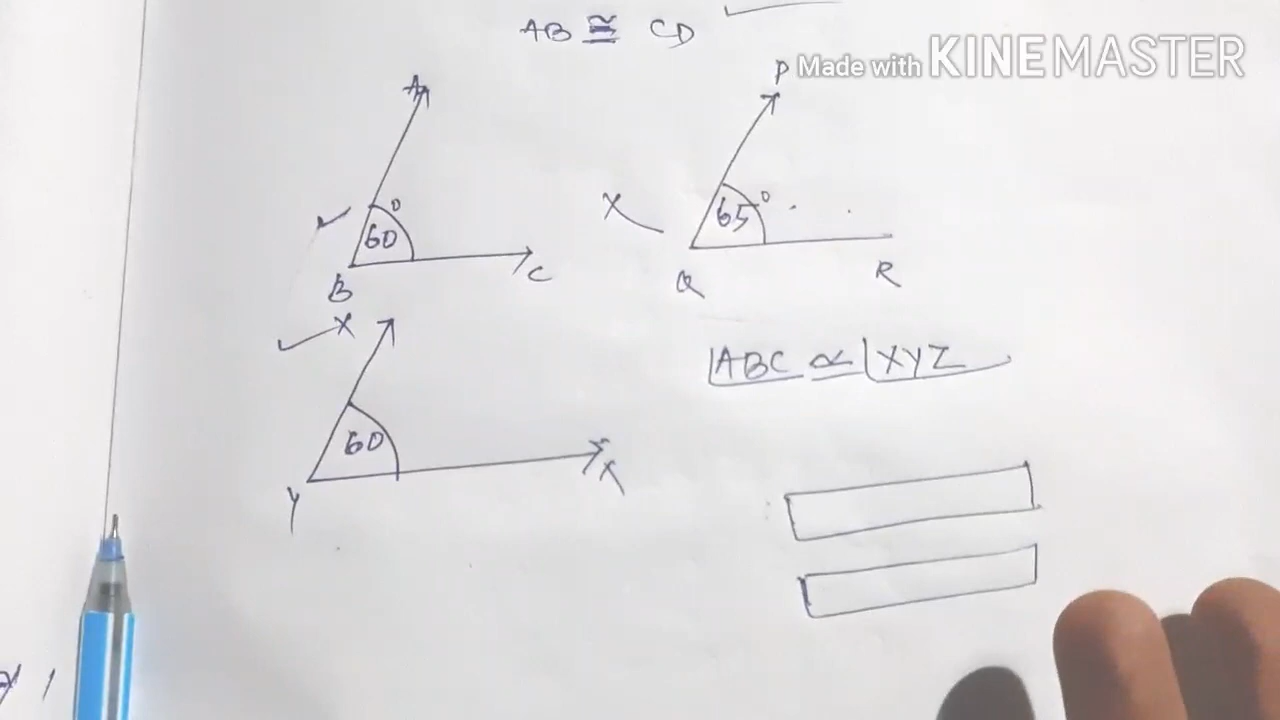 AB ≅ CD
Made with KINEMASTER
A
P
60°
65°
X
B
C
Q
R
X
∠ABC ≅ ∠XYZ
60
Y